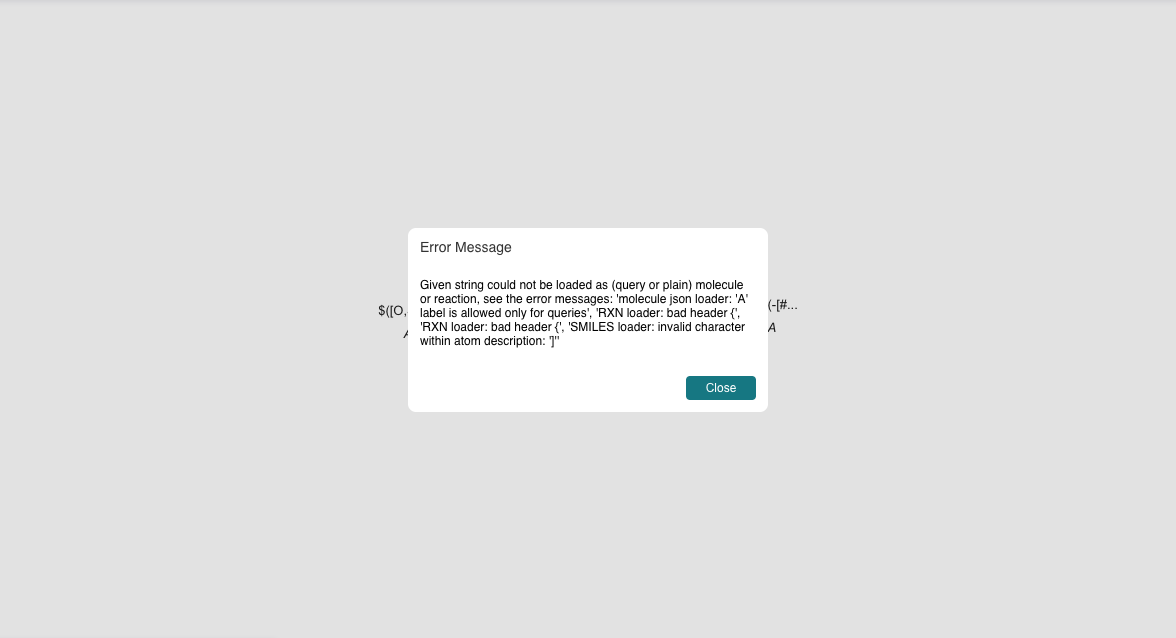 Error Message
Given string could not be loaded as (query or plain) molecule
or reaction, see the error messages: 'molecule json loader: 'A'
label is allowed only for queries', 'RXN loader: bad header {',
'RXN loader: bad header {', 'SMILES loader: invalid character
within atom description: ']''
$([O, (-[#...
A A
Close